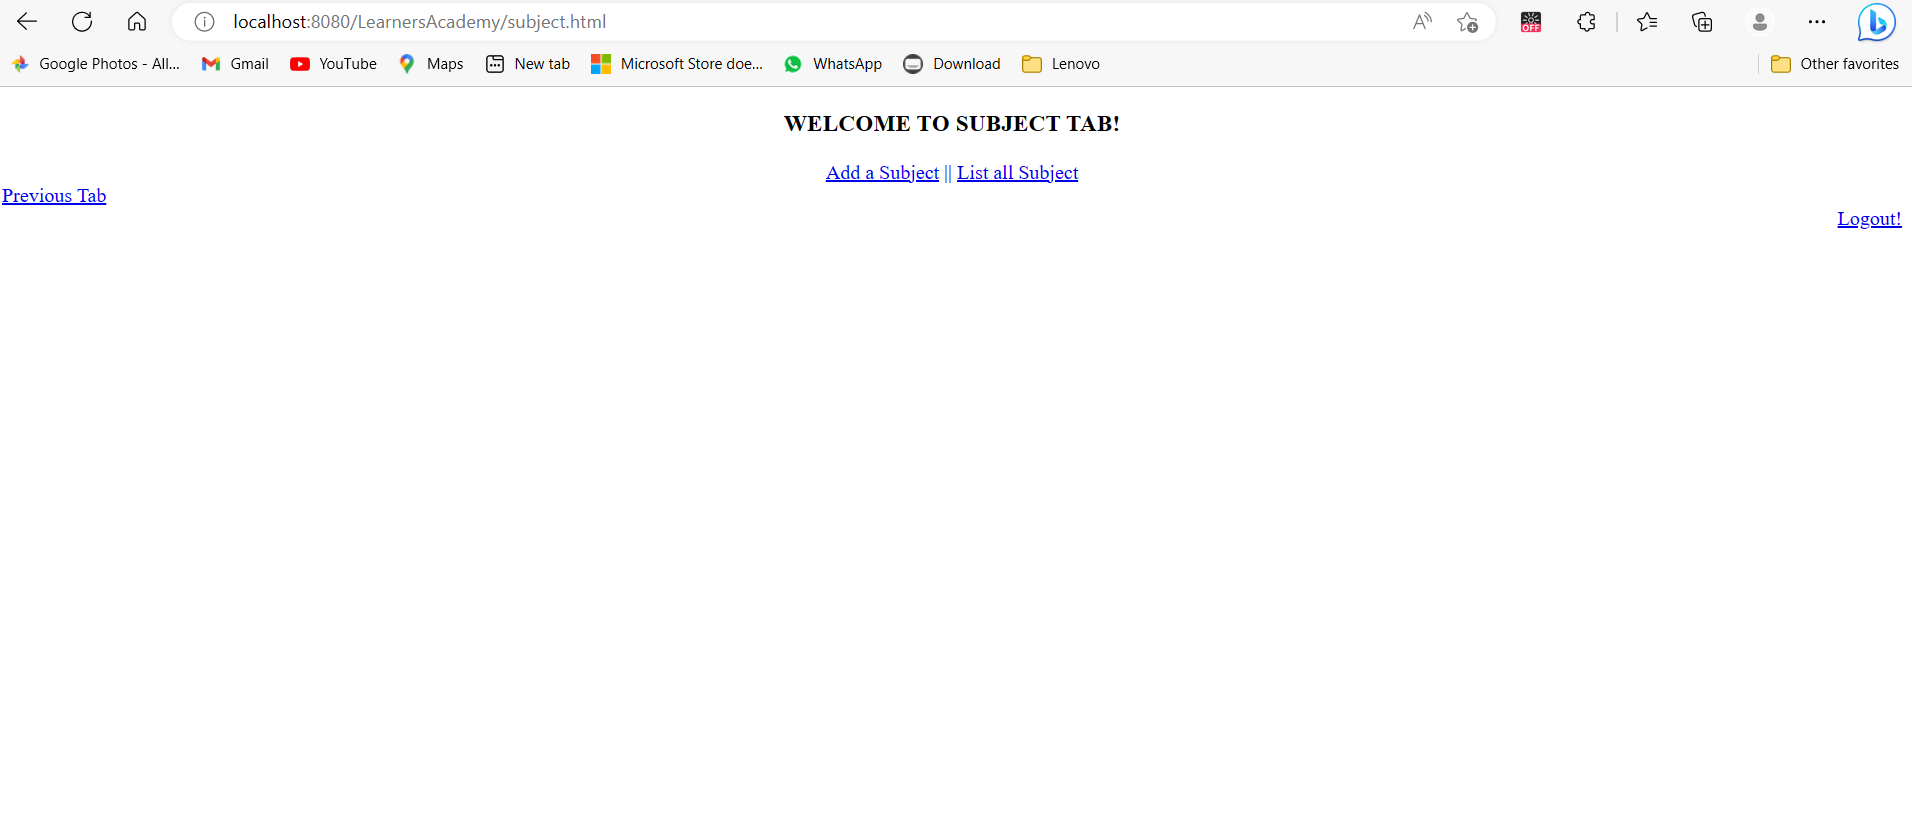 localhost:8080/LearnersAcademy/subject.html
OFF
Google Photos - All... Gmail YouTube Maps New tab Microsoft Store doe... WhatsApp Download Lenovo Other favorites
WELCOME TO SUBJECT TAB!
Add a Subject || List all Subject
Previous Tab
Logout!